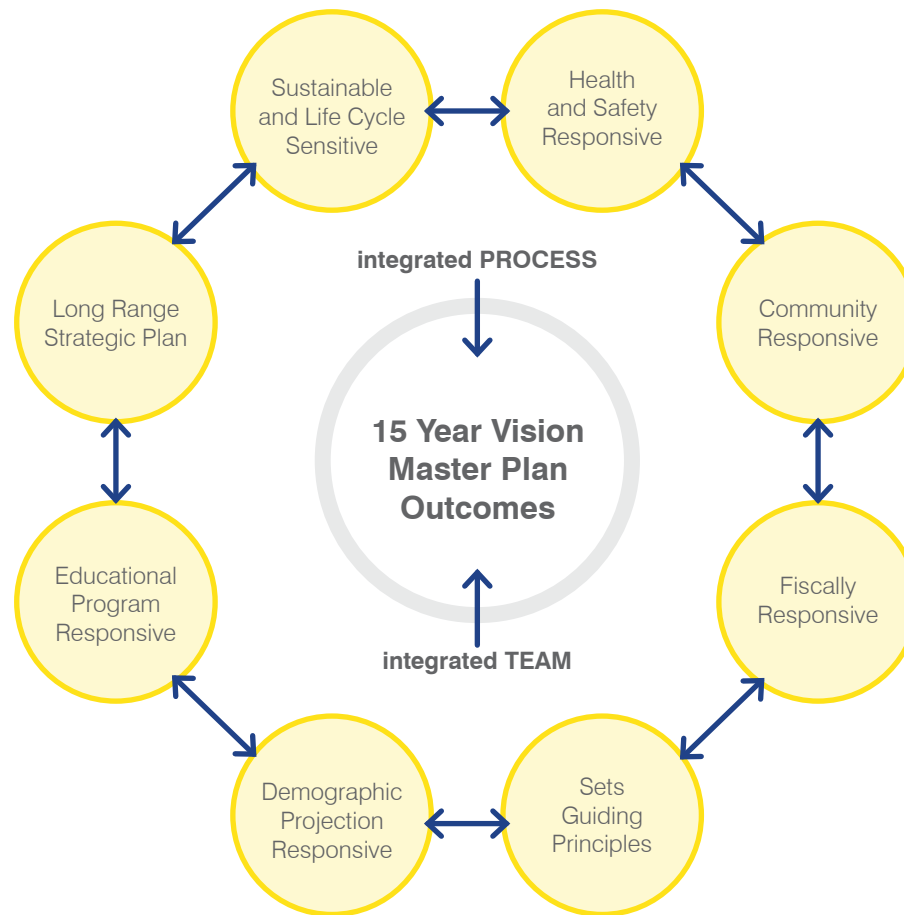 Sustainable
and Life Cycle
Sensitive
Health
and Safety
Responsive
integrated PROCESS
Long Range
Strategic Plan
Community
Responsive
15 Year Vision
Master Plan
Outcomes
Educational
Program
Responsive
Fiscally
Responsive
integrated TEAM
Demographic
Projection
Responsive
Sets
Guiding
Principles